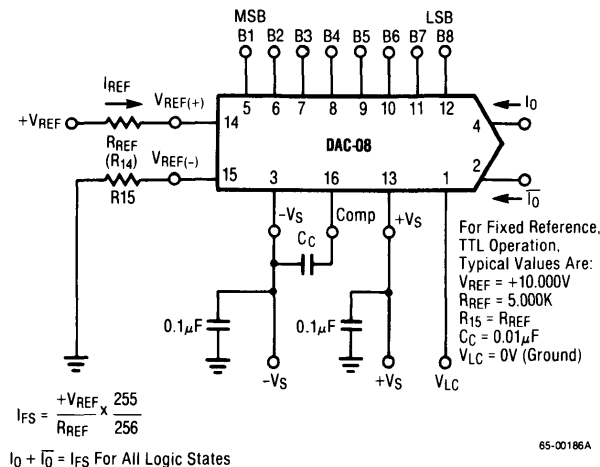 MSB LSB
B1 B2 B3 B4 B5 B6 B7 B8
I_REF
V_REF(+)
+V_REF
5 6 7 8 9 10 11 12
I_O
14
4
R_REF
(R14)
DAC-08
V_REF(-)
15
R15
3 16 13 1
2
I̅_O̅
-V_S Comp +V_S
C_C
For Fixed Reference,
TTL Operation,
Typical Values Are:
V_REF = +10.000V
R_REF = 5.000K
R_15 = R_REF
C_C = 0.01µF
V_LC = 0V (Ground)
0.1µF 0.1µF
-V_S +V_S V_LC
I_FS = +V_REF / R_REF x 255 / 256
I_O + I̅_O̅ = I_FS For All Logic States
65-00186A